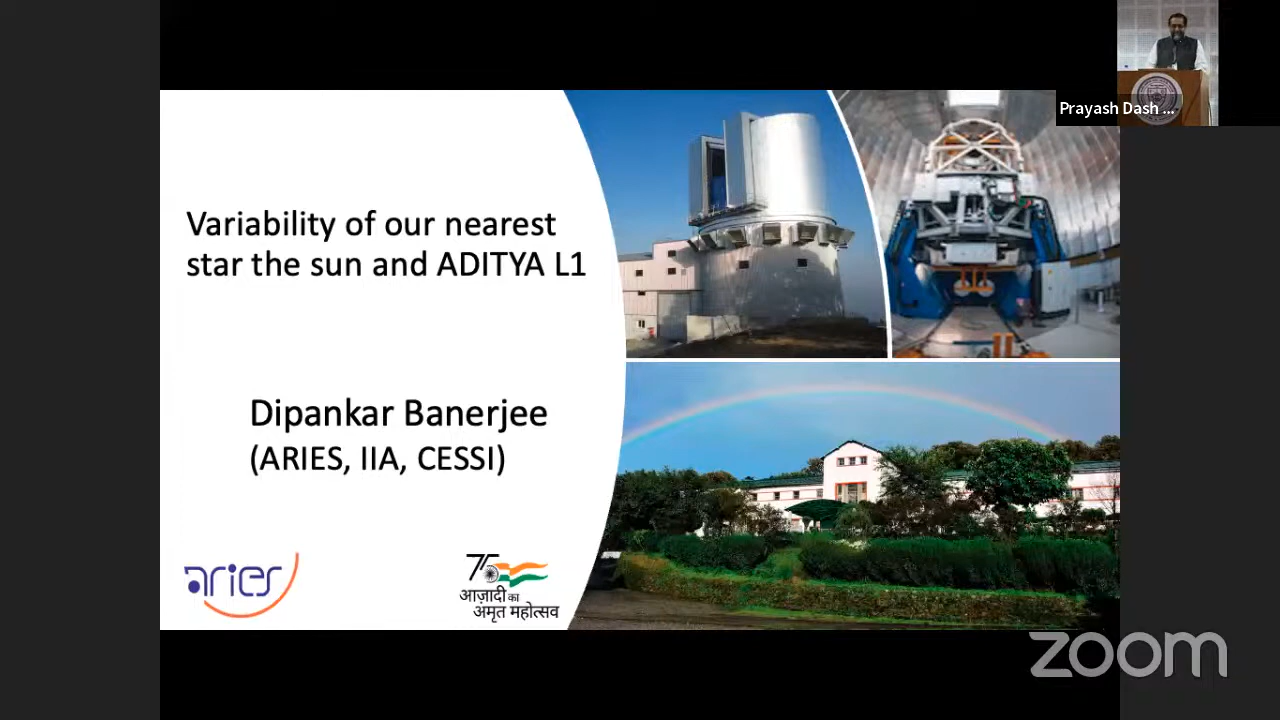 Prayash Dash ...
Variability of our nearest
star the sun and ADITYA L1
Dipankar Banerjee
(ARIES, IIA, CESSI)
aries
75
आज़ादी का
अमृत महोत्सव
zoom